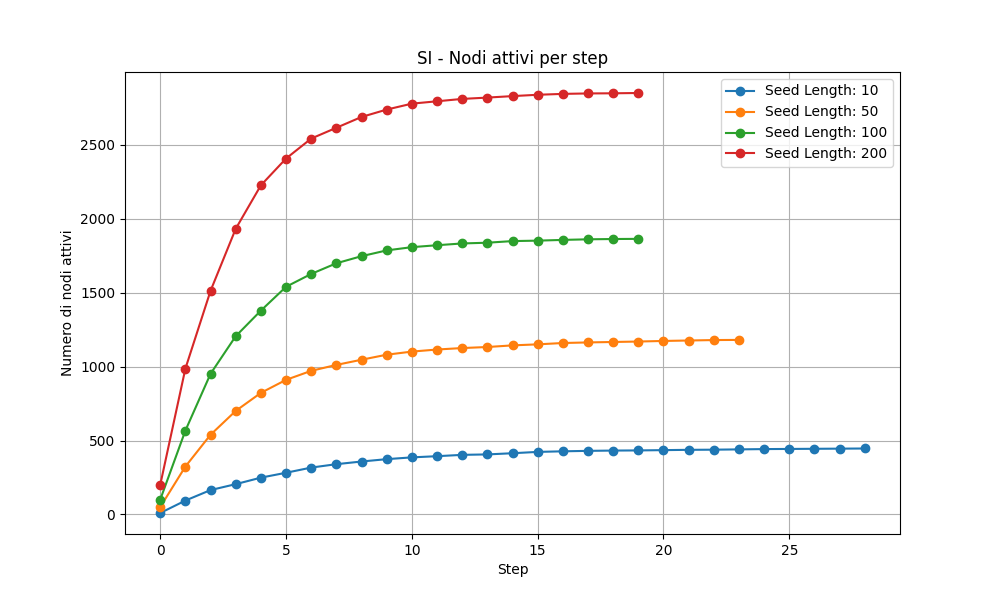 SI - Nodi attivi per step
Seed Length: 10
Seed Length: 50
Seed Length: 100
Seed Length: 200
Numero di nodi attivi
2500
2000
1500
1000
500
0
0 5 10 15 20 25
Step